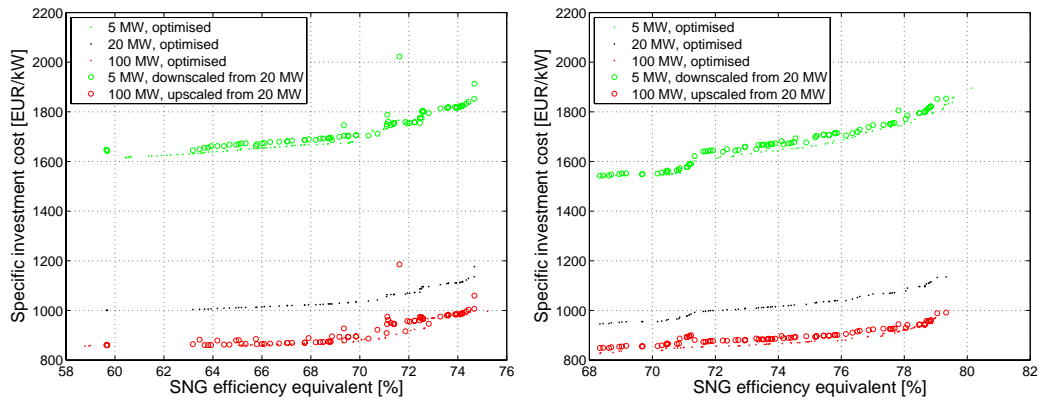 2200
2000
1800
1600
1400
1200
1000
800
Specific investment cost [EUR/kW]
5 MW, optimised
20 MW, optimised
100 MW, optimised
5 MW, downscaled from 20 MW
100 MW, upscaled from 20 MW
58 60 62 64 66 68 70 72 74 76
SNG efficiency equivalent [%]
2200
2000
1800
1600
1400
1200
1000
800
Specific investment cost [EUR/kW]
5 MW, optimised
20 MW, optimised
100 MW, optimised
5 MW, downscaled from 20 MW
100 MW, upscaled from 20 MW
68 70 72 74 76 78 80 82
SNG efficiency equivalent [%]